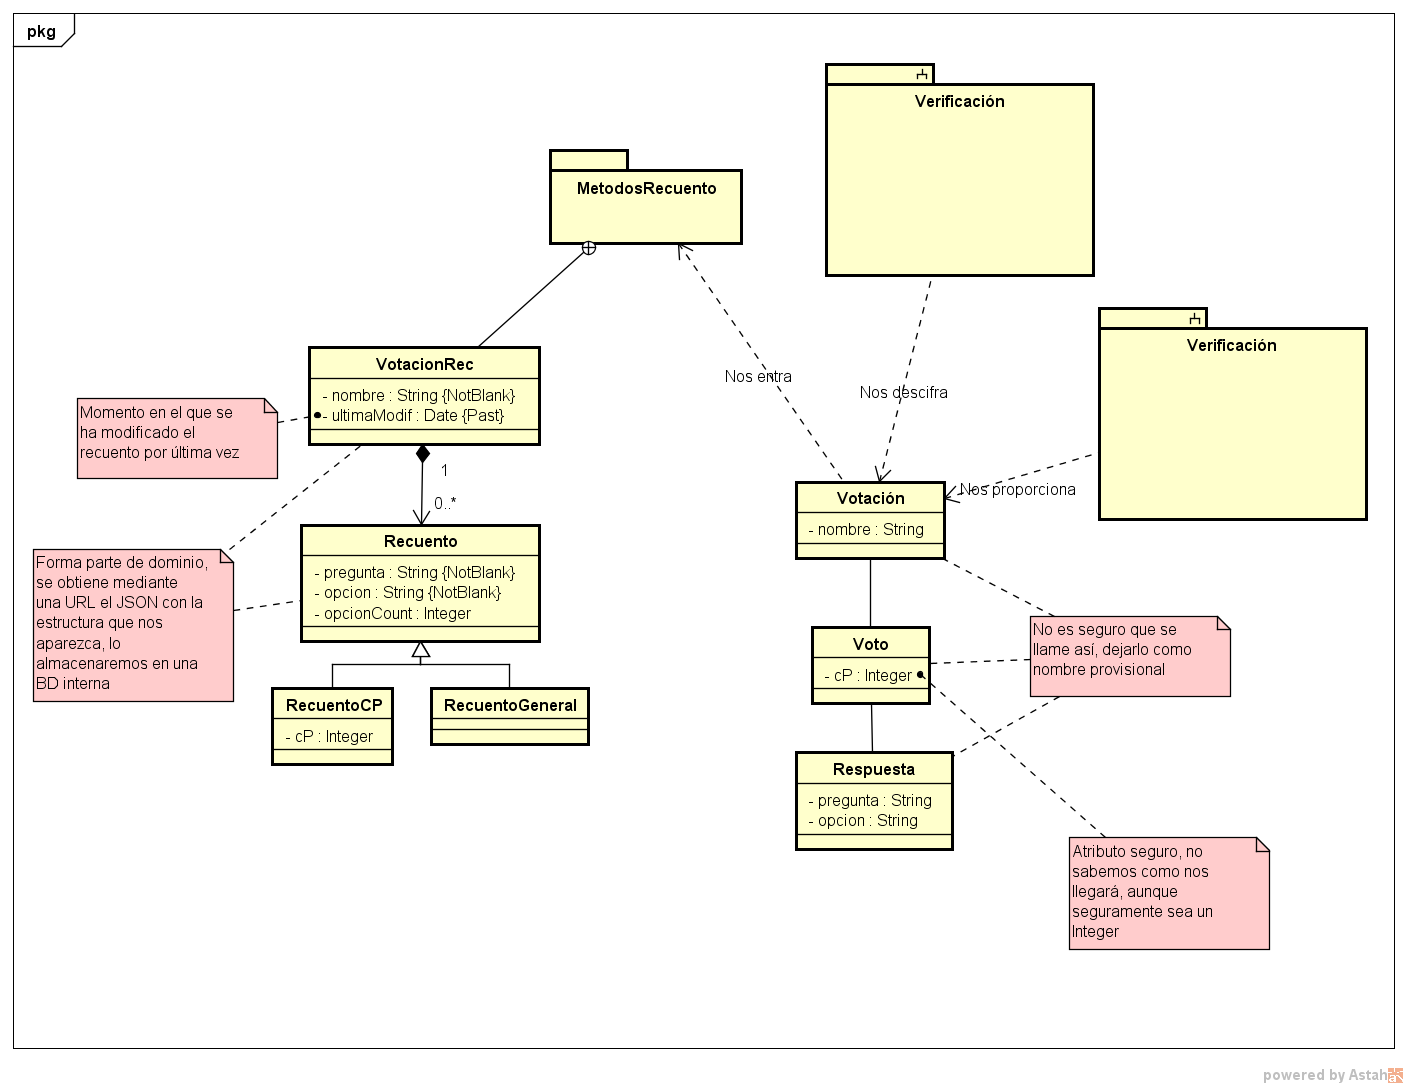 pkg
Verificación
MetodosRecuento
Verificación
VotacionRec
- nombre : String {NotBlank}
- ultimaModif : Date {Past}
Momento en el que se
ha modificado el
recuento por última vez
Nos entra
Nos descifra
Nos proporciona
1
0..*
Votación
- nombre : String
Recuento
- pregunta : String {NotBlank}
- opcion : String {NotBlank}
- opcionCount : Integer
Forma parte de dominio,
se obtiene mediante
una URL el JSON con la
estructura que nos
aparezca, lo
almacenaremos en una
BD interna
Voto
- cP : Integer
No es seguro que se
llame así, dejarlo como
nombre provisional
RecuentoCP
- cP : Integer
RecuentoGeneral
Respuesta
- pregunta : String
- opcion : String
Atributo seguro, no
sabemos como nos
llegará, aunque
seguramente sea un
Integer
powered by Astah